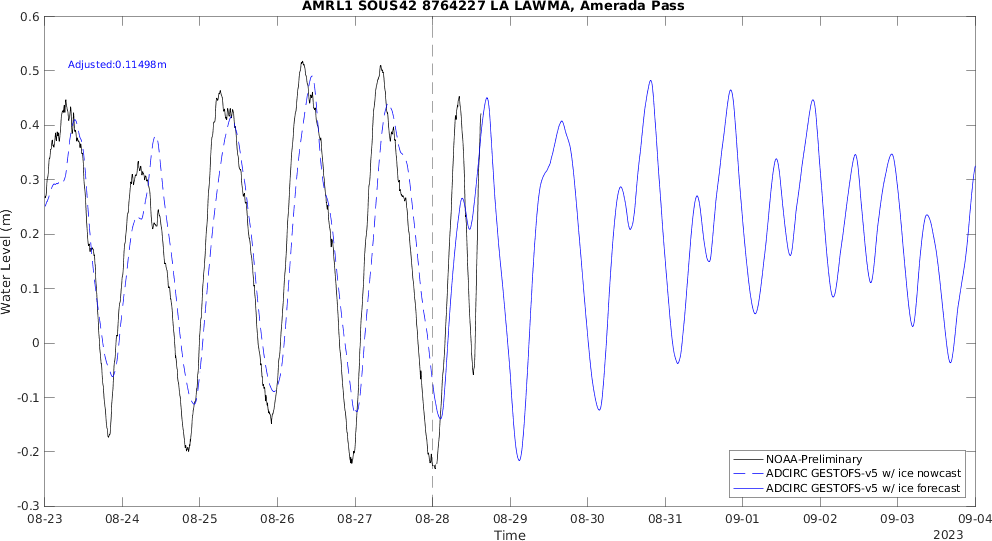 AMRL1 SOUS42 8764227 LA LAWMA, Amerada Pass
0.6
0.5
0.4
0.3
0.2
0.1
0
-0.1
-0.2
-0.3
Water Level (m)
Adjusted:0.11498m
NOAA-Preliminary
ADCIRC GESTOFS-v5 w/ ice nowcast
ADCIRC GESTOFS-v5 w/ ice forecast
08-23 08-24 08-25 08-26 08-27 08-28 08-29 08-30 08-31 09-01 09-02 09-03 09-04
Time
2023